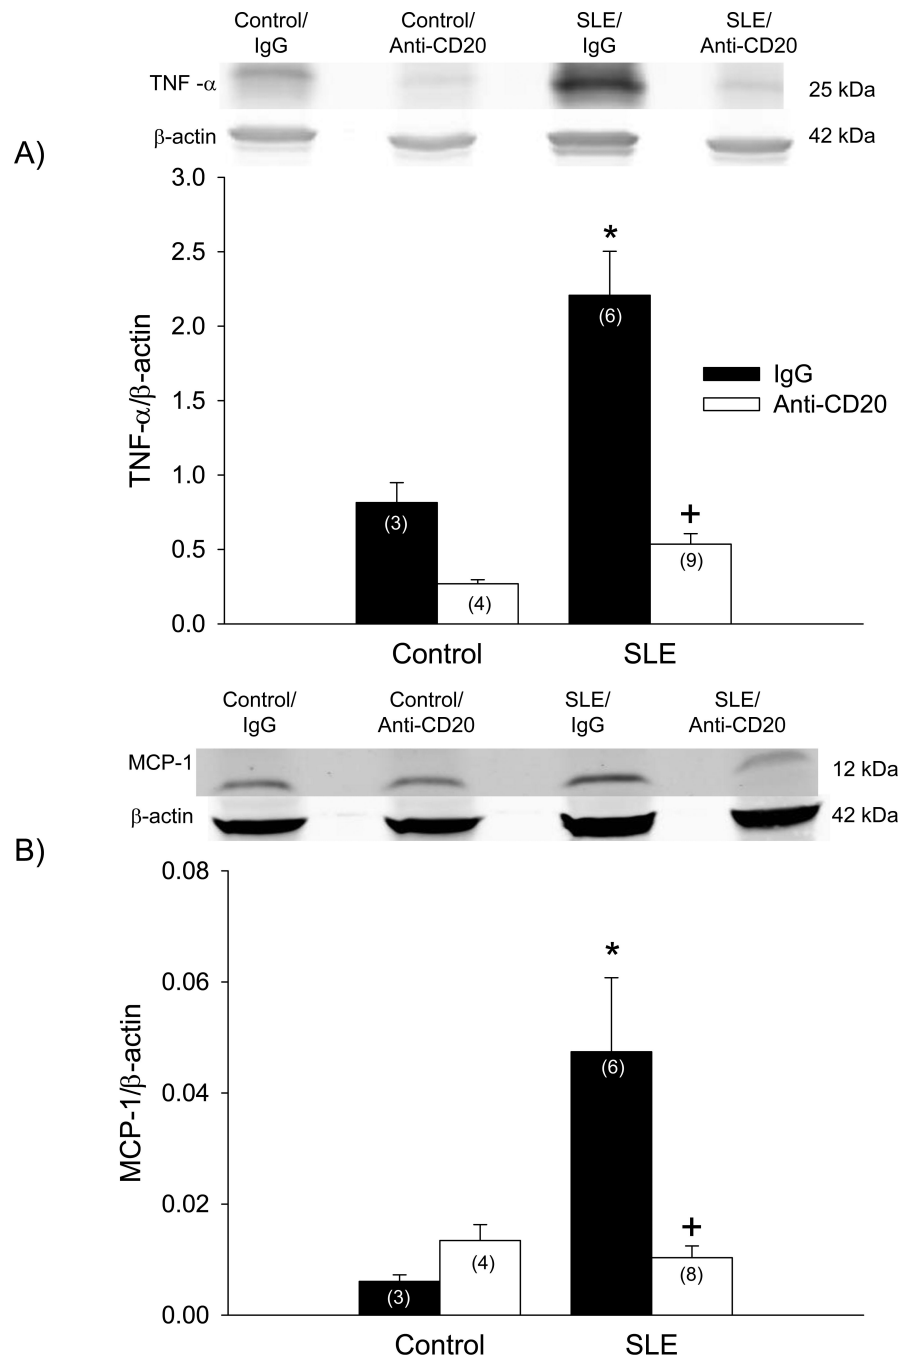 Control/ Control/ SLE/ SLE/
IgG Anti-CD20 IgG Anti-CD20
TNF -α 25 kDa
β-actin 42 kDa
A)
3.0
2.5
2.0
1.5
1.0
0.5
0.0
TNF-α/β-actin
*
(6)
IgG
Anti-CD20
(3)
(4)
+
(9)
Control SLE
Control/ Control/ SLE/ SLE/
IgG Anti-CD20 IgG Anti-CD20
MCP-1 12 kDa
β-actin 42 kDa
B)
0.08
0.06
0.04
0.02
0.00
MCP-1/β-actin
*
(6)
(3)
(4)
+
(8)
Control SLE